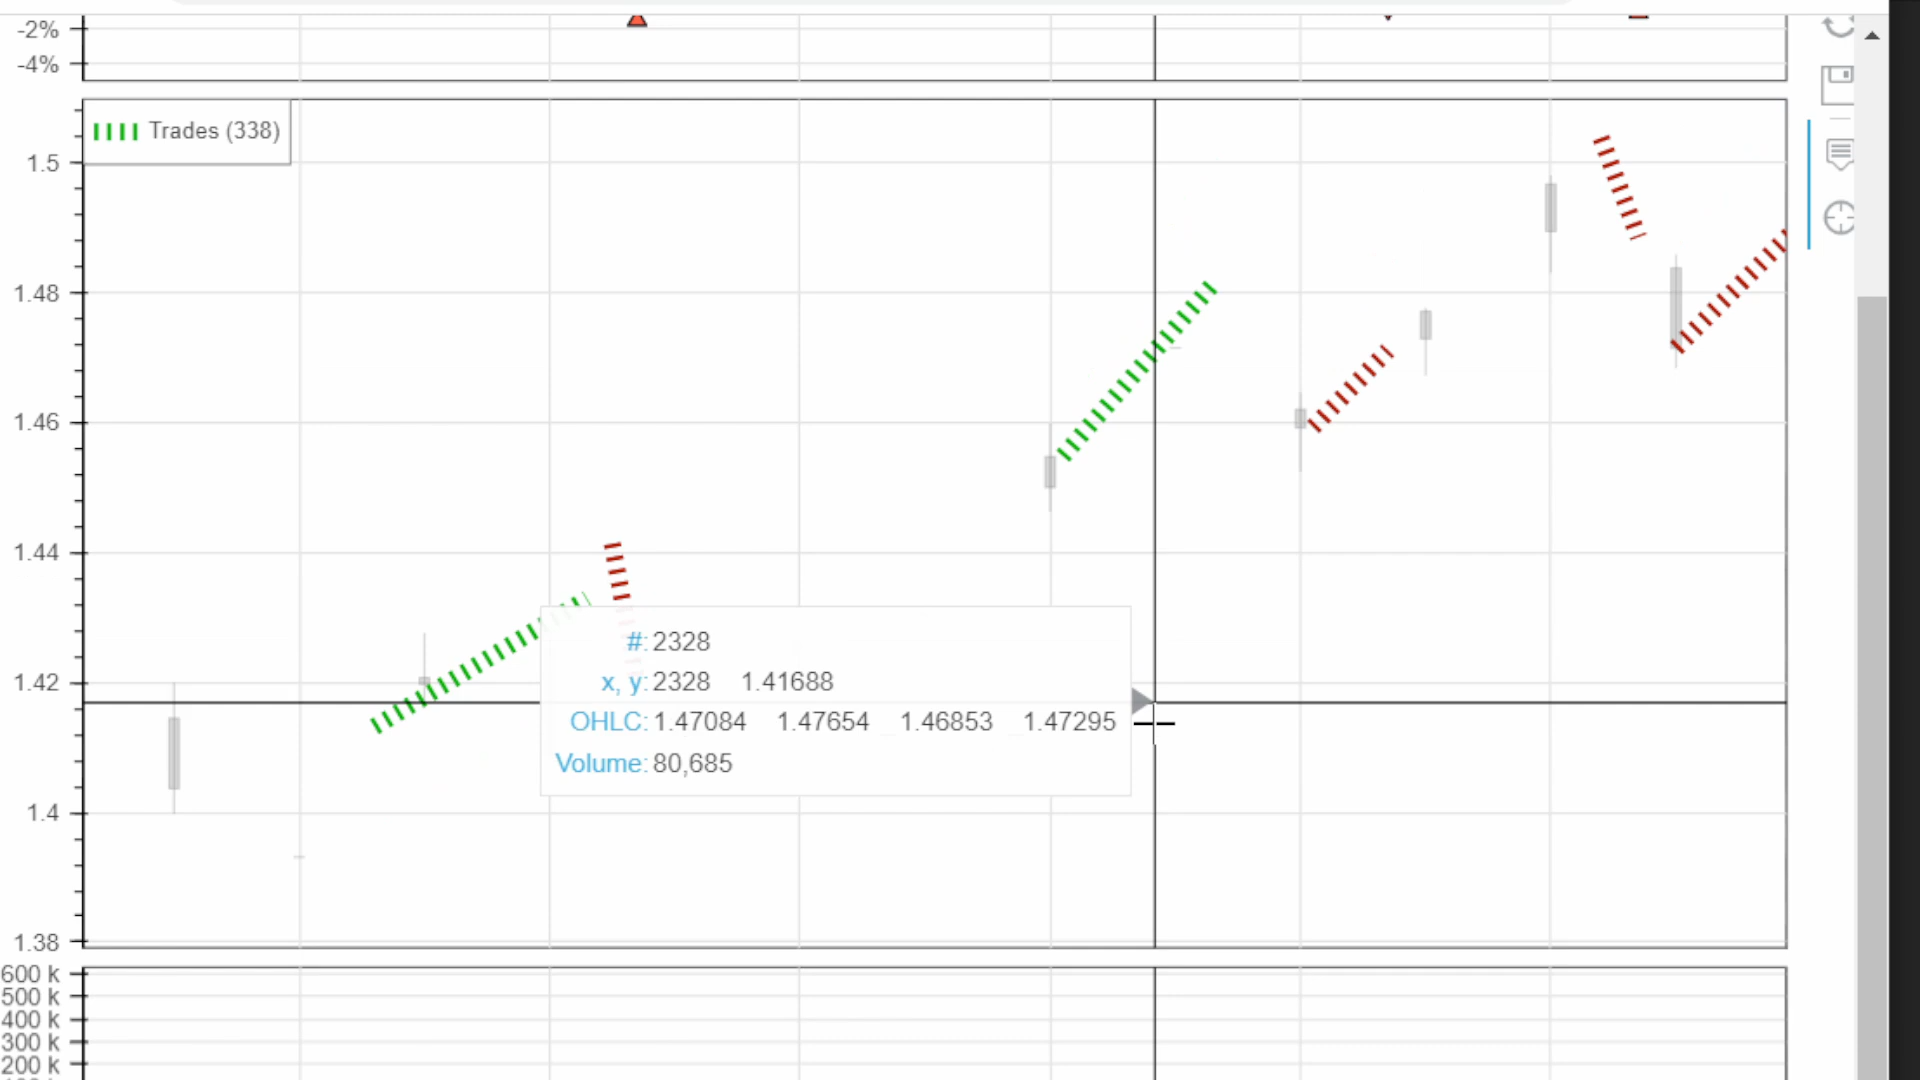 -2%
-4%
Trades (338)
1.5
1.48
1.46
1.44
1.42
1.4
1.38
#: 2328
x, y: 2328 1.41688
OHLC: 1.47084 1.47654 1.46853 1.47295
Volume: 80,685
600 k
500 k
400 k
300 k
200 k